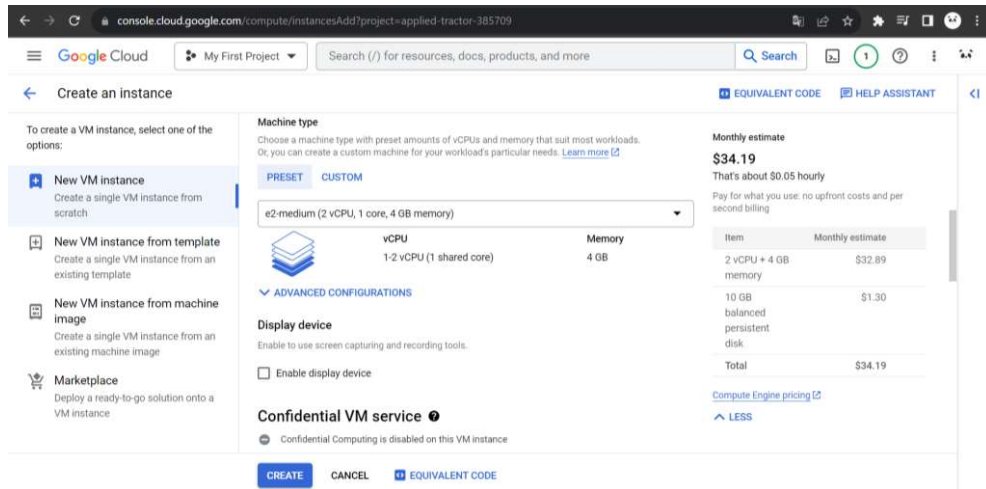 console.cloud.google.com/compute/instancesAdd?project=applied-tractor-385709
Google Cloud
My First Project
Search (/) for resources, docs, products, and more
Search
1
Create an instance
EQUIVALENT CODE
HELP ASSISTANT
To create a VM instance, select one of the
options:
New VM instance
Create a single VM instance from
scratch
New VM instance from template
Create a single VM instance from an
existing template
New VM instance from machine
image
Create a single VM instance from an
existing machine image
Marketplace
Deploy a ready-to-go solution onto a
VM instance
Machine type
Choose a machine type with preset amounts of vCPUs and memory that suit most workloads.
Or, you can create a custom machine for your workload's particular needs. Learn more
PRESET CUSTOM
e2-medium (2 vCPU, 1 core, 4 GB memory)
vCPU Memory
1-2 vCPU (1 shared core) 4 GB
ADVANCED CONFIGURATIONS
Display device
Enable to use screen capturing and recording tools.
Enable display device
Confidential VM service
Confidential Computing is disabled on this VM instance
CREATE CANCEL EQUIVALENT CODE
Monthly estimate
$34.19
That's about $0.05 hourly
Pay for what you use: no upfront costs and per
second billing
Item Monthly estimate
2 vCPU + 4 GB $32.89
memory
10 GB $1.30
balanced
persistent
disk
Total $34.19
Compute Engine pricing
LESS